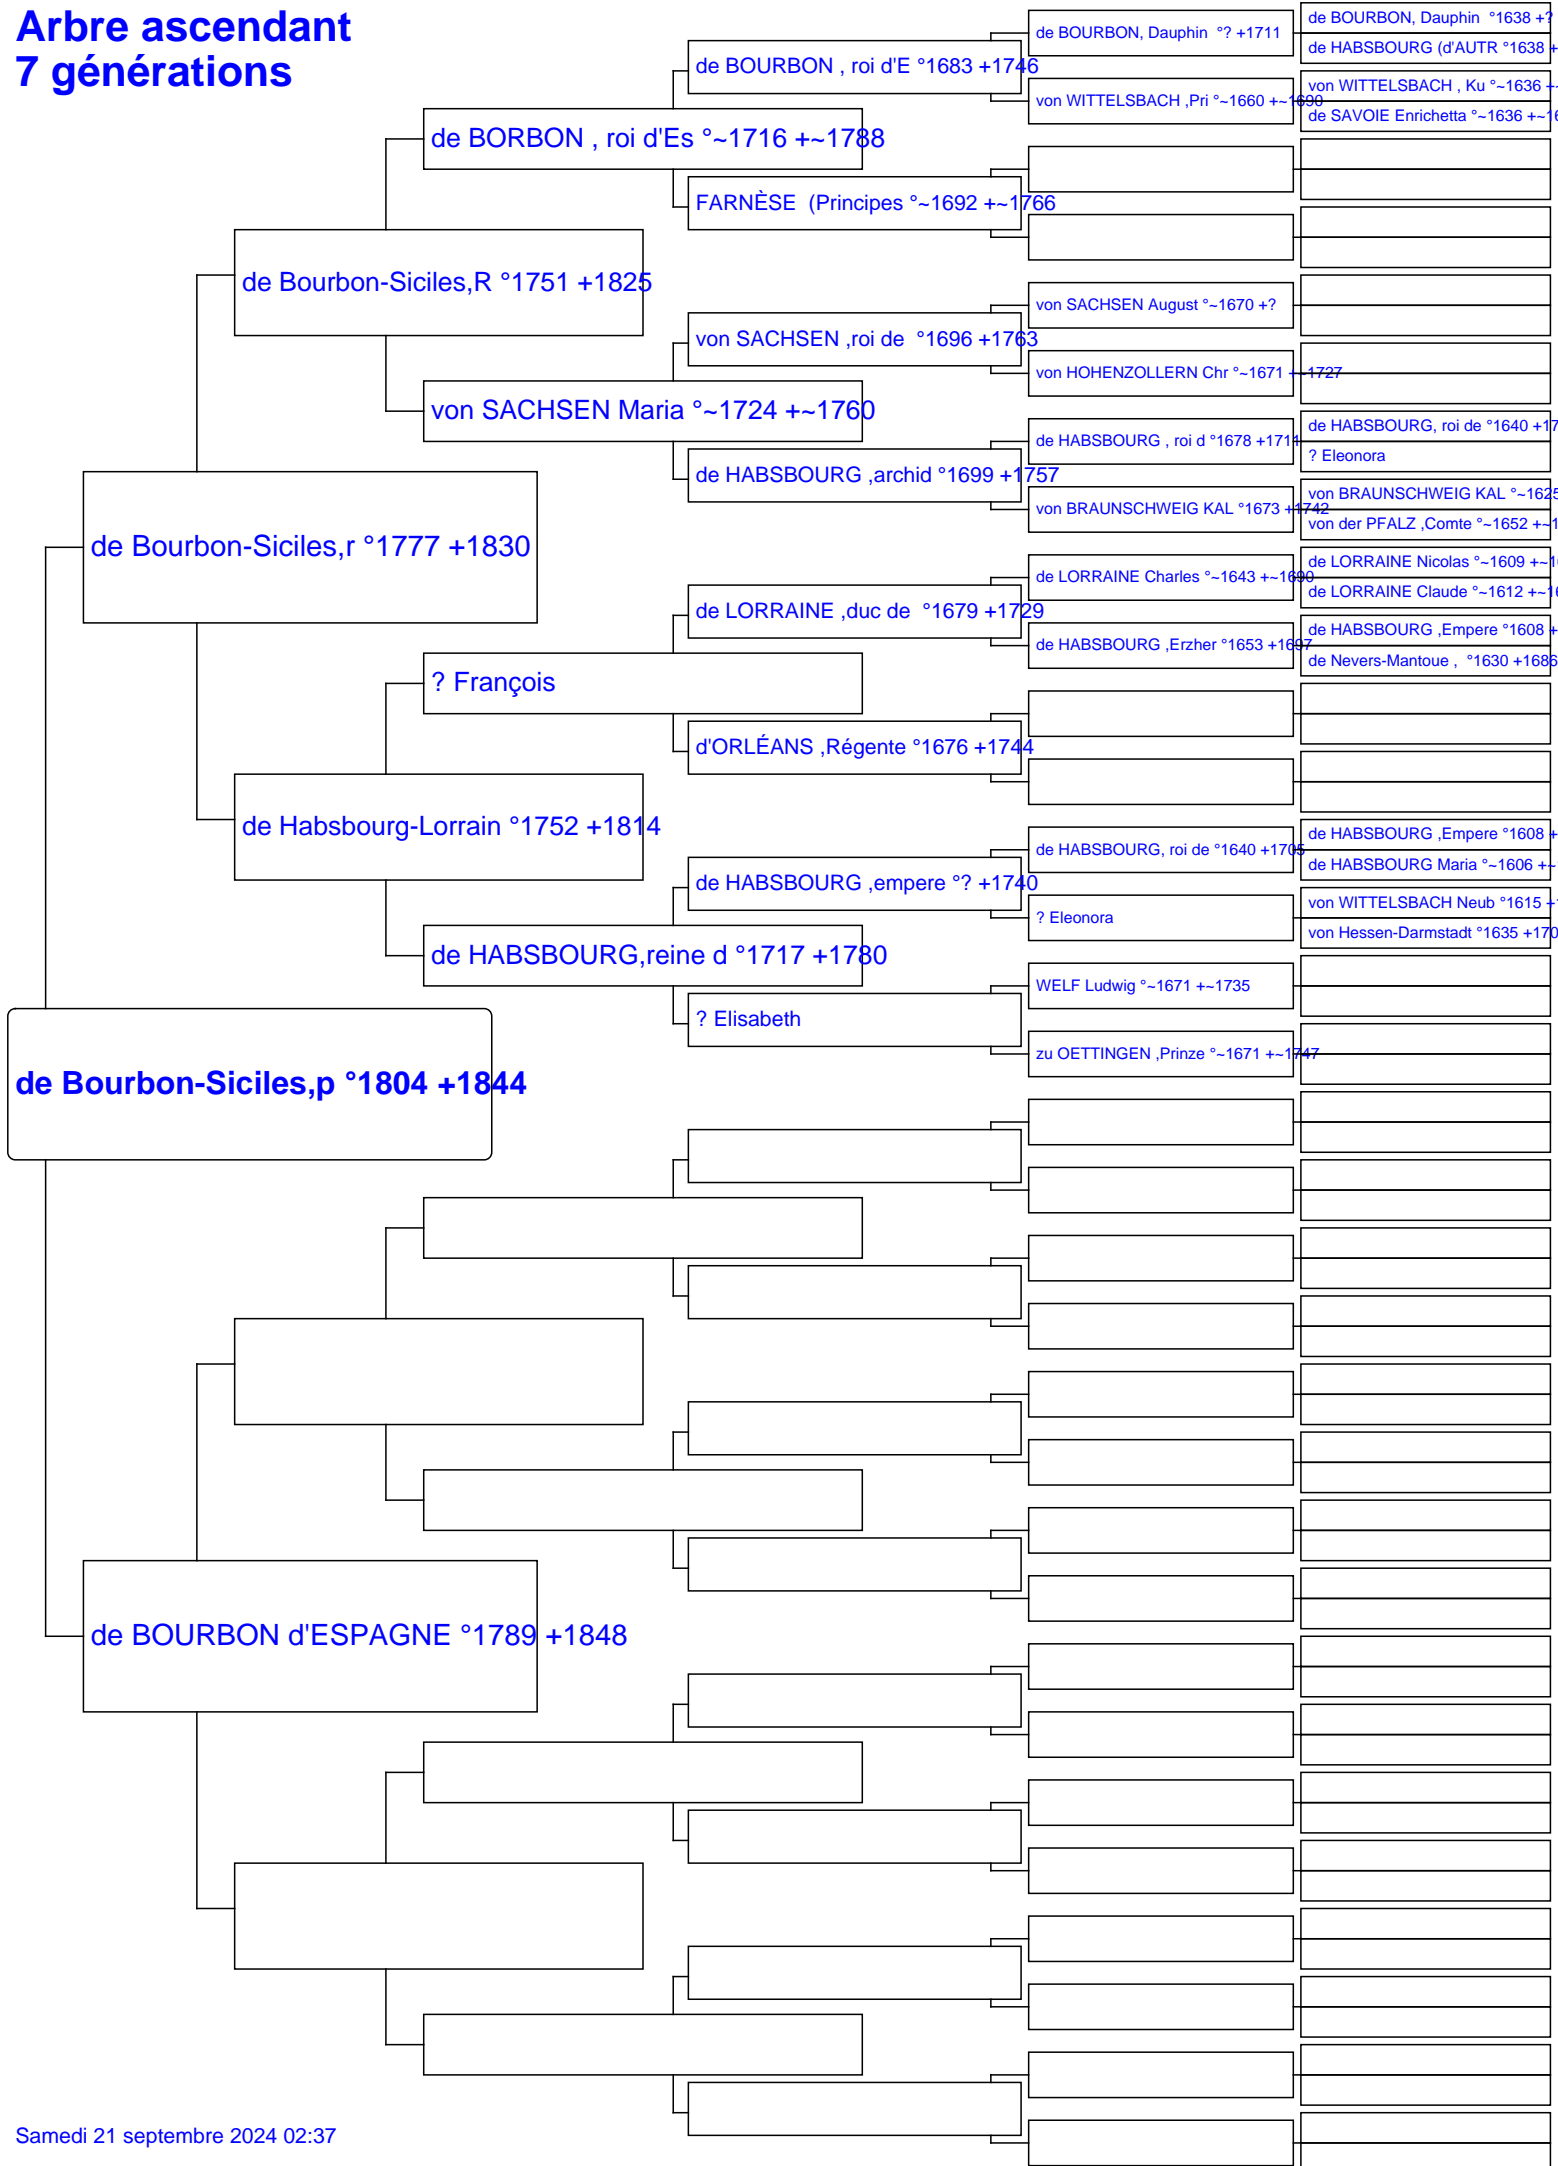 Arbre ascendant
7 générations
de BOURBON, Dauphin °1638 +?
de BOURBON, Dauphin °? +1711
de HABSBOURG (d'AUTR °1638 +
de BOURBON , roi d'E °1683 +1746
von WITTELSBACH , Ku °~1636 +~
von WITTELSBACH ,Pri °~1660 +~1690
de SAVOIE Enrichetta °~1636 +~16
de BORBON , roi d'Es °~1716 +~1788
FARNÈSE (Principes °~1692 +~1766
de Bourbon-Siciles,R °1751 +1825
von SACHSEN August °~1670 +?
von SACHSEN ,roi de °1696 +1763
von HOHENZOLLERN Chr °~1671 +~1727
von SACHSEN Maria °~1724 +~1760
de HABSBOURG, roi de °1640 +17
de HABSBOURG , roi d °1678 +1711
? Eleonora
de HABSBOURG ,archid °1699 +1757
von BRAUNSCHWEIG KAL °~1625
von BRAUNSCHWEIG KAL °1673 +1742
von der PFALZ ,Comte °~1652 +~1
de Bourbon-Siciles,r °1777 +1830
de LORRAINE Nicolas °~1609 +~16
de LORRAINE Charles °~1643 +~1690
de LORRAINE Claude °~1612 +~16
de LORRAINE ,duc de °1679 +1729
de HABSBOURG ,Empere °1608 +
de HABSBOURG ,Erzher °1653 +1697
de Nevers-Mantoue , °1630 +1686
? François
d'ORLÉANS ,Régente °1676 +1744
de Habsbourg-Lorrain °1752 +1814
de HABSBOURG ,Empere °1608 +
de HABSBOURG, roi de °1640 +1705
de HABSBOURG Maria °~1606 +~
de HABSBOURG ,empere °? +1740
von WITTELSBACH Neub °1615 +1
? Eleonora
von Hessen-Darmstadt °1635 +170
de HABSBOURG,reine d °1717 +1780
WELF Ludwig °~1671 +~1735
? Elisabeth
zu OETTINGEN ,Prinze °~1671 +~1747
de Bourbon-Siciles,p °1804 +1844
de BOURBON d'ESPAGNE °1789 +1848
Samedi 21 septembre 2024 02:37